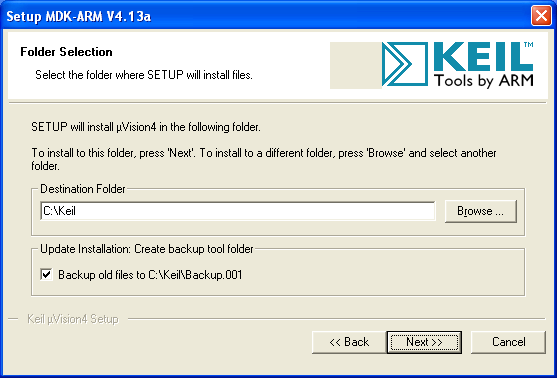 Setup MDK-ARM V4.13a
Folder Selection
Select the folder where SETUP will install files.
KEIL™
Tools by ARM
SETUP will install µVision4 in the following folder.
To install to this folder, press 'Next'. To install to a different folder, press 'Browse' and select another
folder.
Destination Folder
C:\Keil
Browse ...
Update Installation: Create backup tool folder
Backup old files to C:\Keil\Backup.001
Keil µVision4 Setup
<< Back
Next >>
Cancel